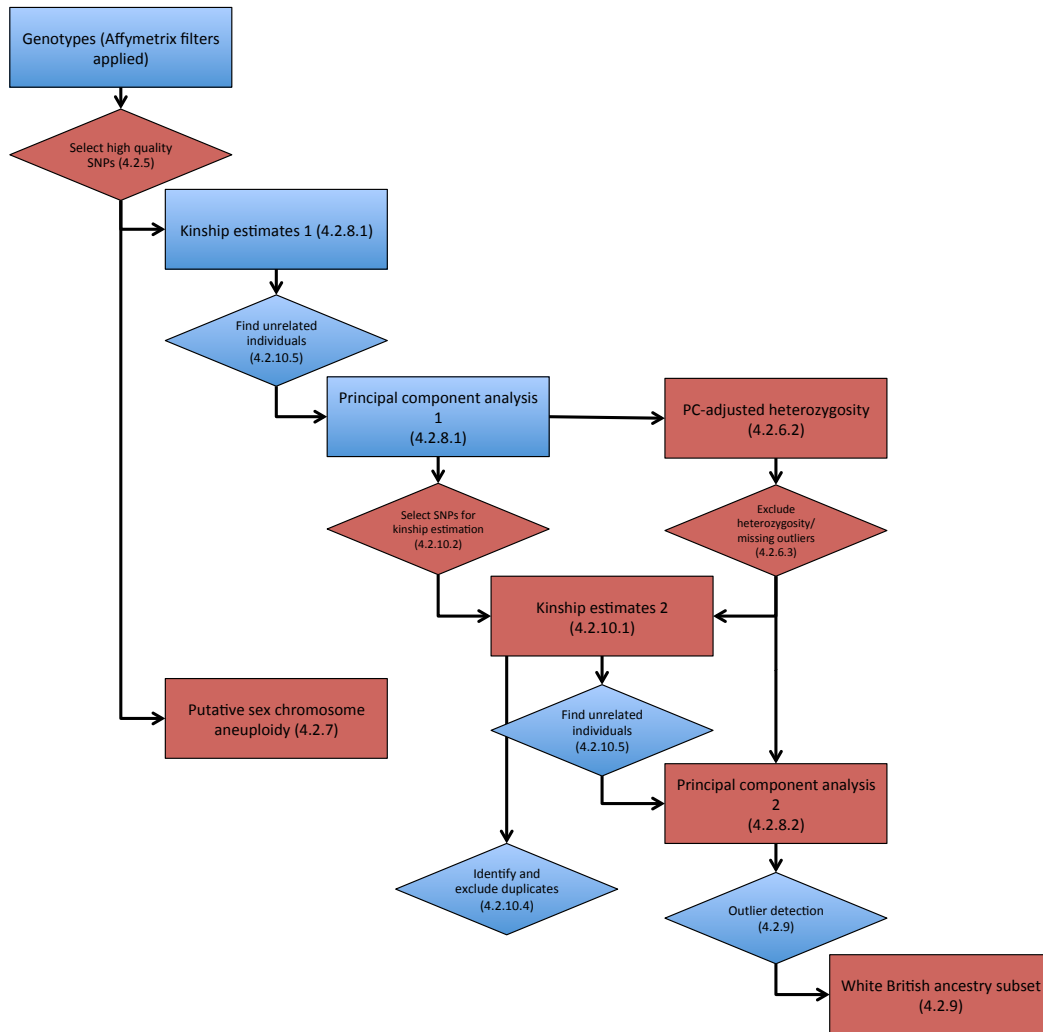 Genotypes (Affymetrix filters
applied)
Select high quality
SNPs (4.2.5)
Kinship estimates 1 (4.2.8.1)
Find unrelated
individuals
(4.2.10.5)
Principal component analysis
1
(4.2.8.1)
PC-adjusted heterozygosity
(4.2.6.2)
Select SNPs for
kinship estimation
(4.2.10.2)
Exclude
heterozygosity/
missing outliers
(4.2.6.3)
Kinship estimates 2
(4.2.10.1)
Putative sex chromosome
aneuploidy (4.2.7)
Find unrelated
individuals
(4.2.10.5)
Principal component analysis
2
(4.2.8.2)
Identify and
exclude duplicates
(4.2.10.4)
Outlier detection
(4.2.9)
White British ancestry subset
(4.2.9)